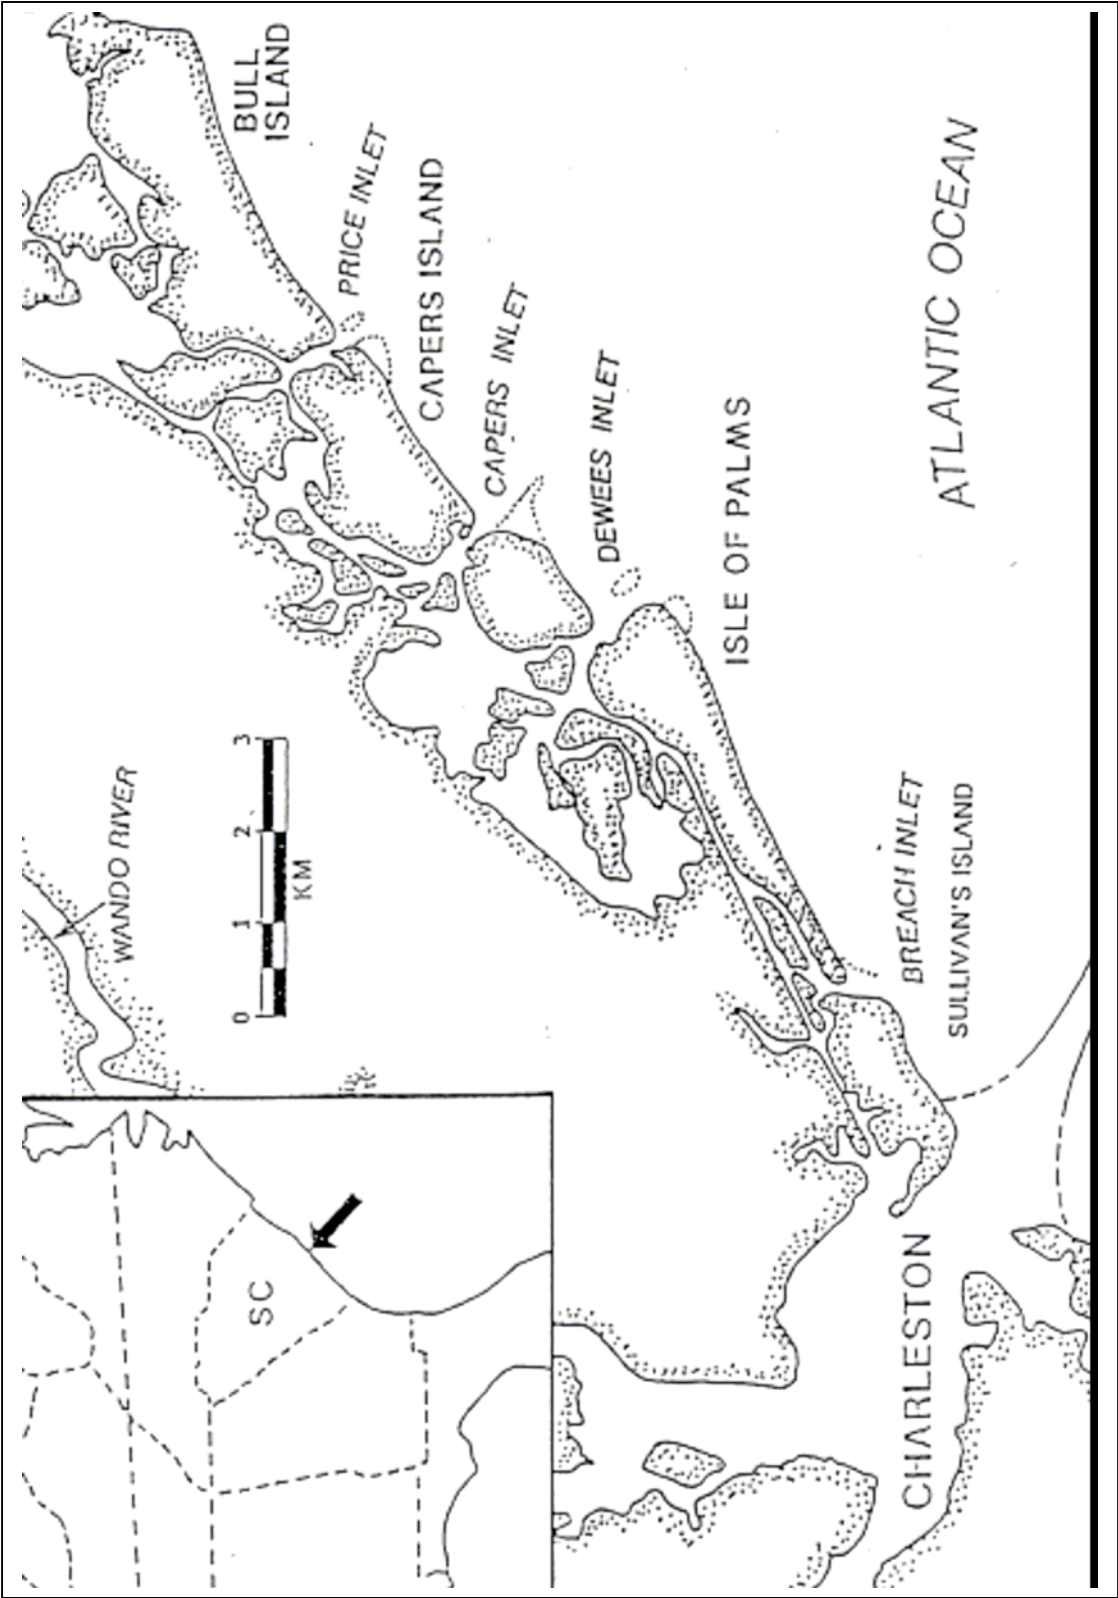 BULL
ISLAND
PRICE INLET
CAPERS ISLAND
CAPERS INLET
DEWEES INLET
ISLE OF PALMS
ATLANTIC OCEAN
WANDO RIVER
0 1 2 3
KM
BREACH INLET
SULLIVAN'S ISLAND
SC
CHARLESTON